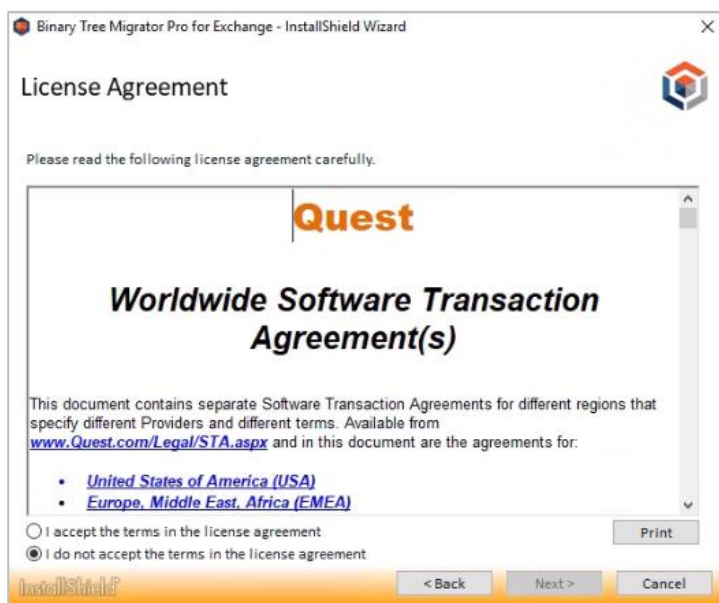 Binary Tree Migrator Pro for Exchange - InstallShield Wizard
License Agreement
Please read the following license agreement carefully.
Quest
Worldwide Software Transaction
Agreement(s)
This document contains separate Software Transaction Agreements for different regions that
specify different Providers and different terms. Available from
www.Quest.com/Legal/STA.aspx and in this document are the agreements for:
• United States of America (USA)
• Europe, Middle East, Africa (EMEA)
I accept the terms in the license agreement
Print
I do not accept the terms in the license agreement
InstallShield
< Back
Next >
Cancel